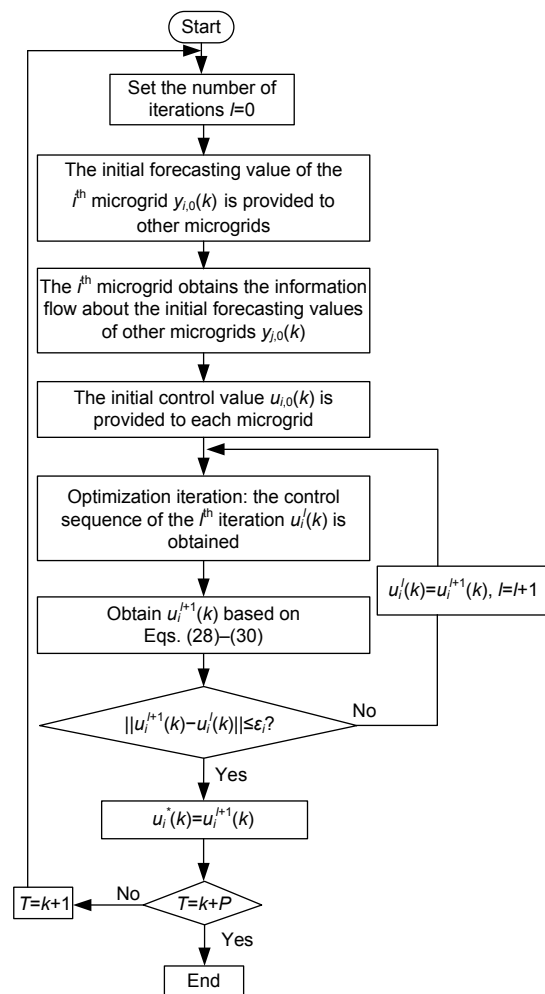 Start
Set the number of
iterations l=0
The initial forecasting value of the
ith microgrid yi,0(k) is provided to
other microgrids
The ith microgrid obtains the information
flow about the initial forecasting values
of other microgrids yj,0(k)
The initial control value ui,0(k) is
provided to each microgrid
Optimization iteration: the control
sequence of the lth iteration uil(k) is
obtained
uil(k)=uil+1(k), l=l+1
Obtain uil+1(k) based on
Eqs. (28)–(30)
||uil+1(k)−uil(k)||≤εi?
No
Yes
ui*(k)=uil+1(k)
T=k+1
No
T=k+P
Yes
End